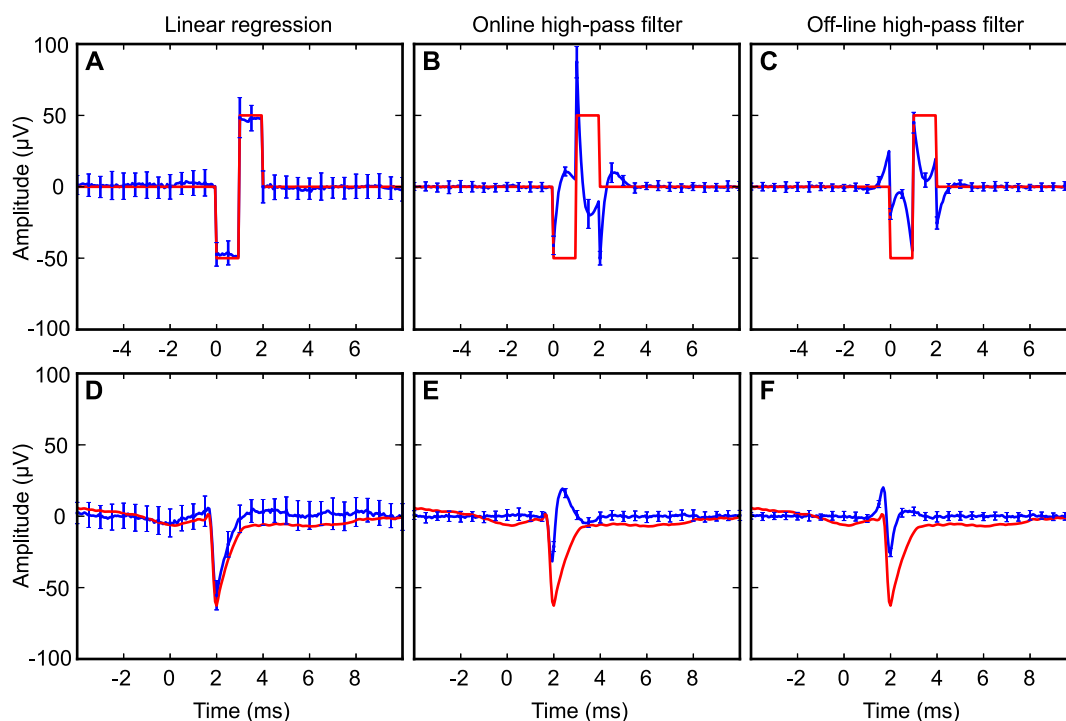 Linear regression Online high-pass filter Off-line high-pass filter
100 A B C
50
0
-50
-100
Amplitude (µV)
-4 -2 0 2 4 6 -4 -2 0 2 4 6 -4 -2 0 2 4 6
100 D E F
50
0
-50
-100
Amplitude (µV)
-4 -2 0 2 4 6 8 -4 -2 0 2 4 6 8 -4 -2 0 2 4 6 8
Time (ms) Time (ms) Time (ms)